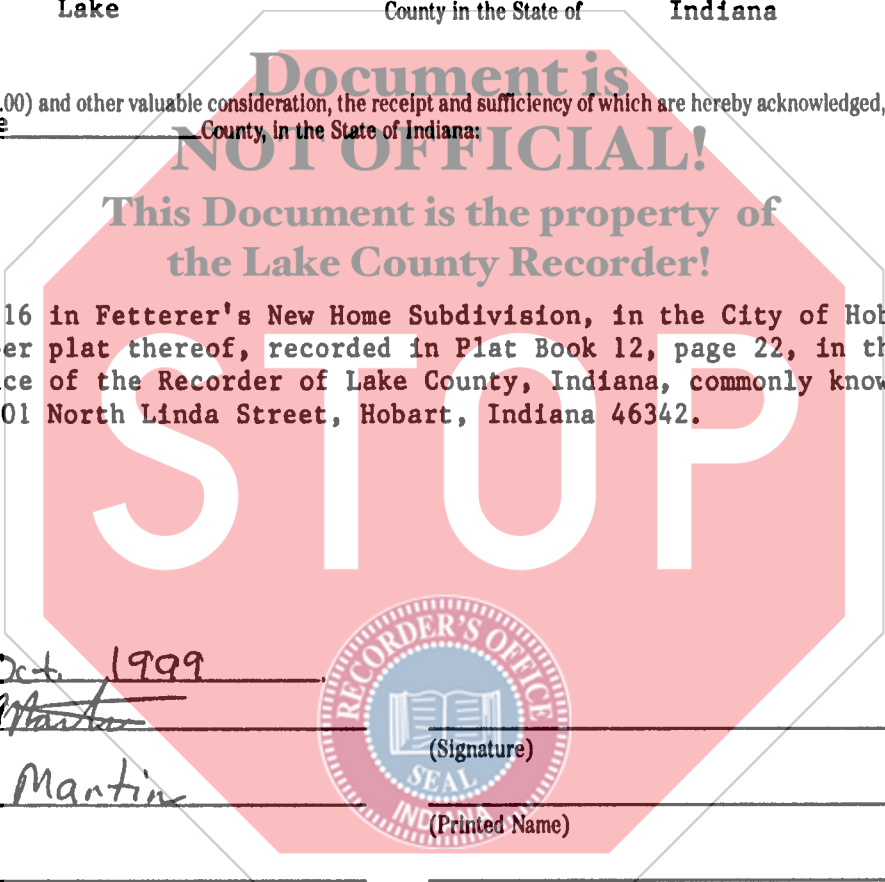 Lake County in the State of Indiana
Document is
.00) and other valuable consideration, the receipt and sufficiency of which are hereby acknowledged,
e County, in the State of Indiana:
NOT OFFICIAL!
This Document is the property of
the Lake County Recorder!
16 in Fetterer's New Home Subdivision, in the City of Hob
er plat thereof, recorded in Plat Book 12, page 22, in th
ce of the Recorder of Lake County, Indiana, commonly know
01 North Linda Street, Hobart, Indiana 46342.
STOP
Oct. 1999
Martin
(Signature)
Martin
(Printed Name)
RECORDER'S OFFICE
SEAL
INDIANA